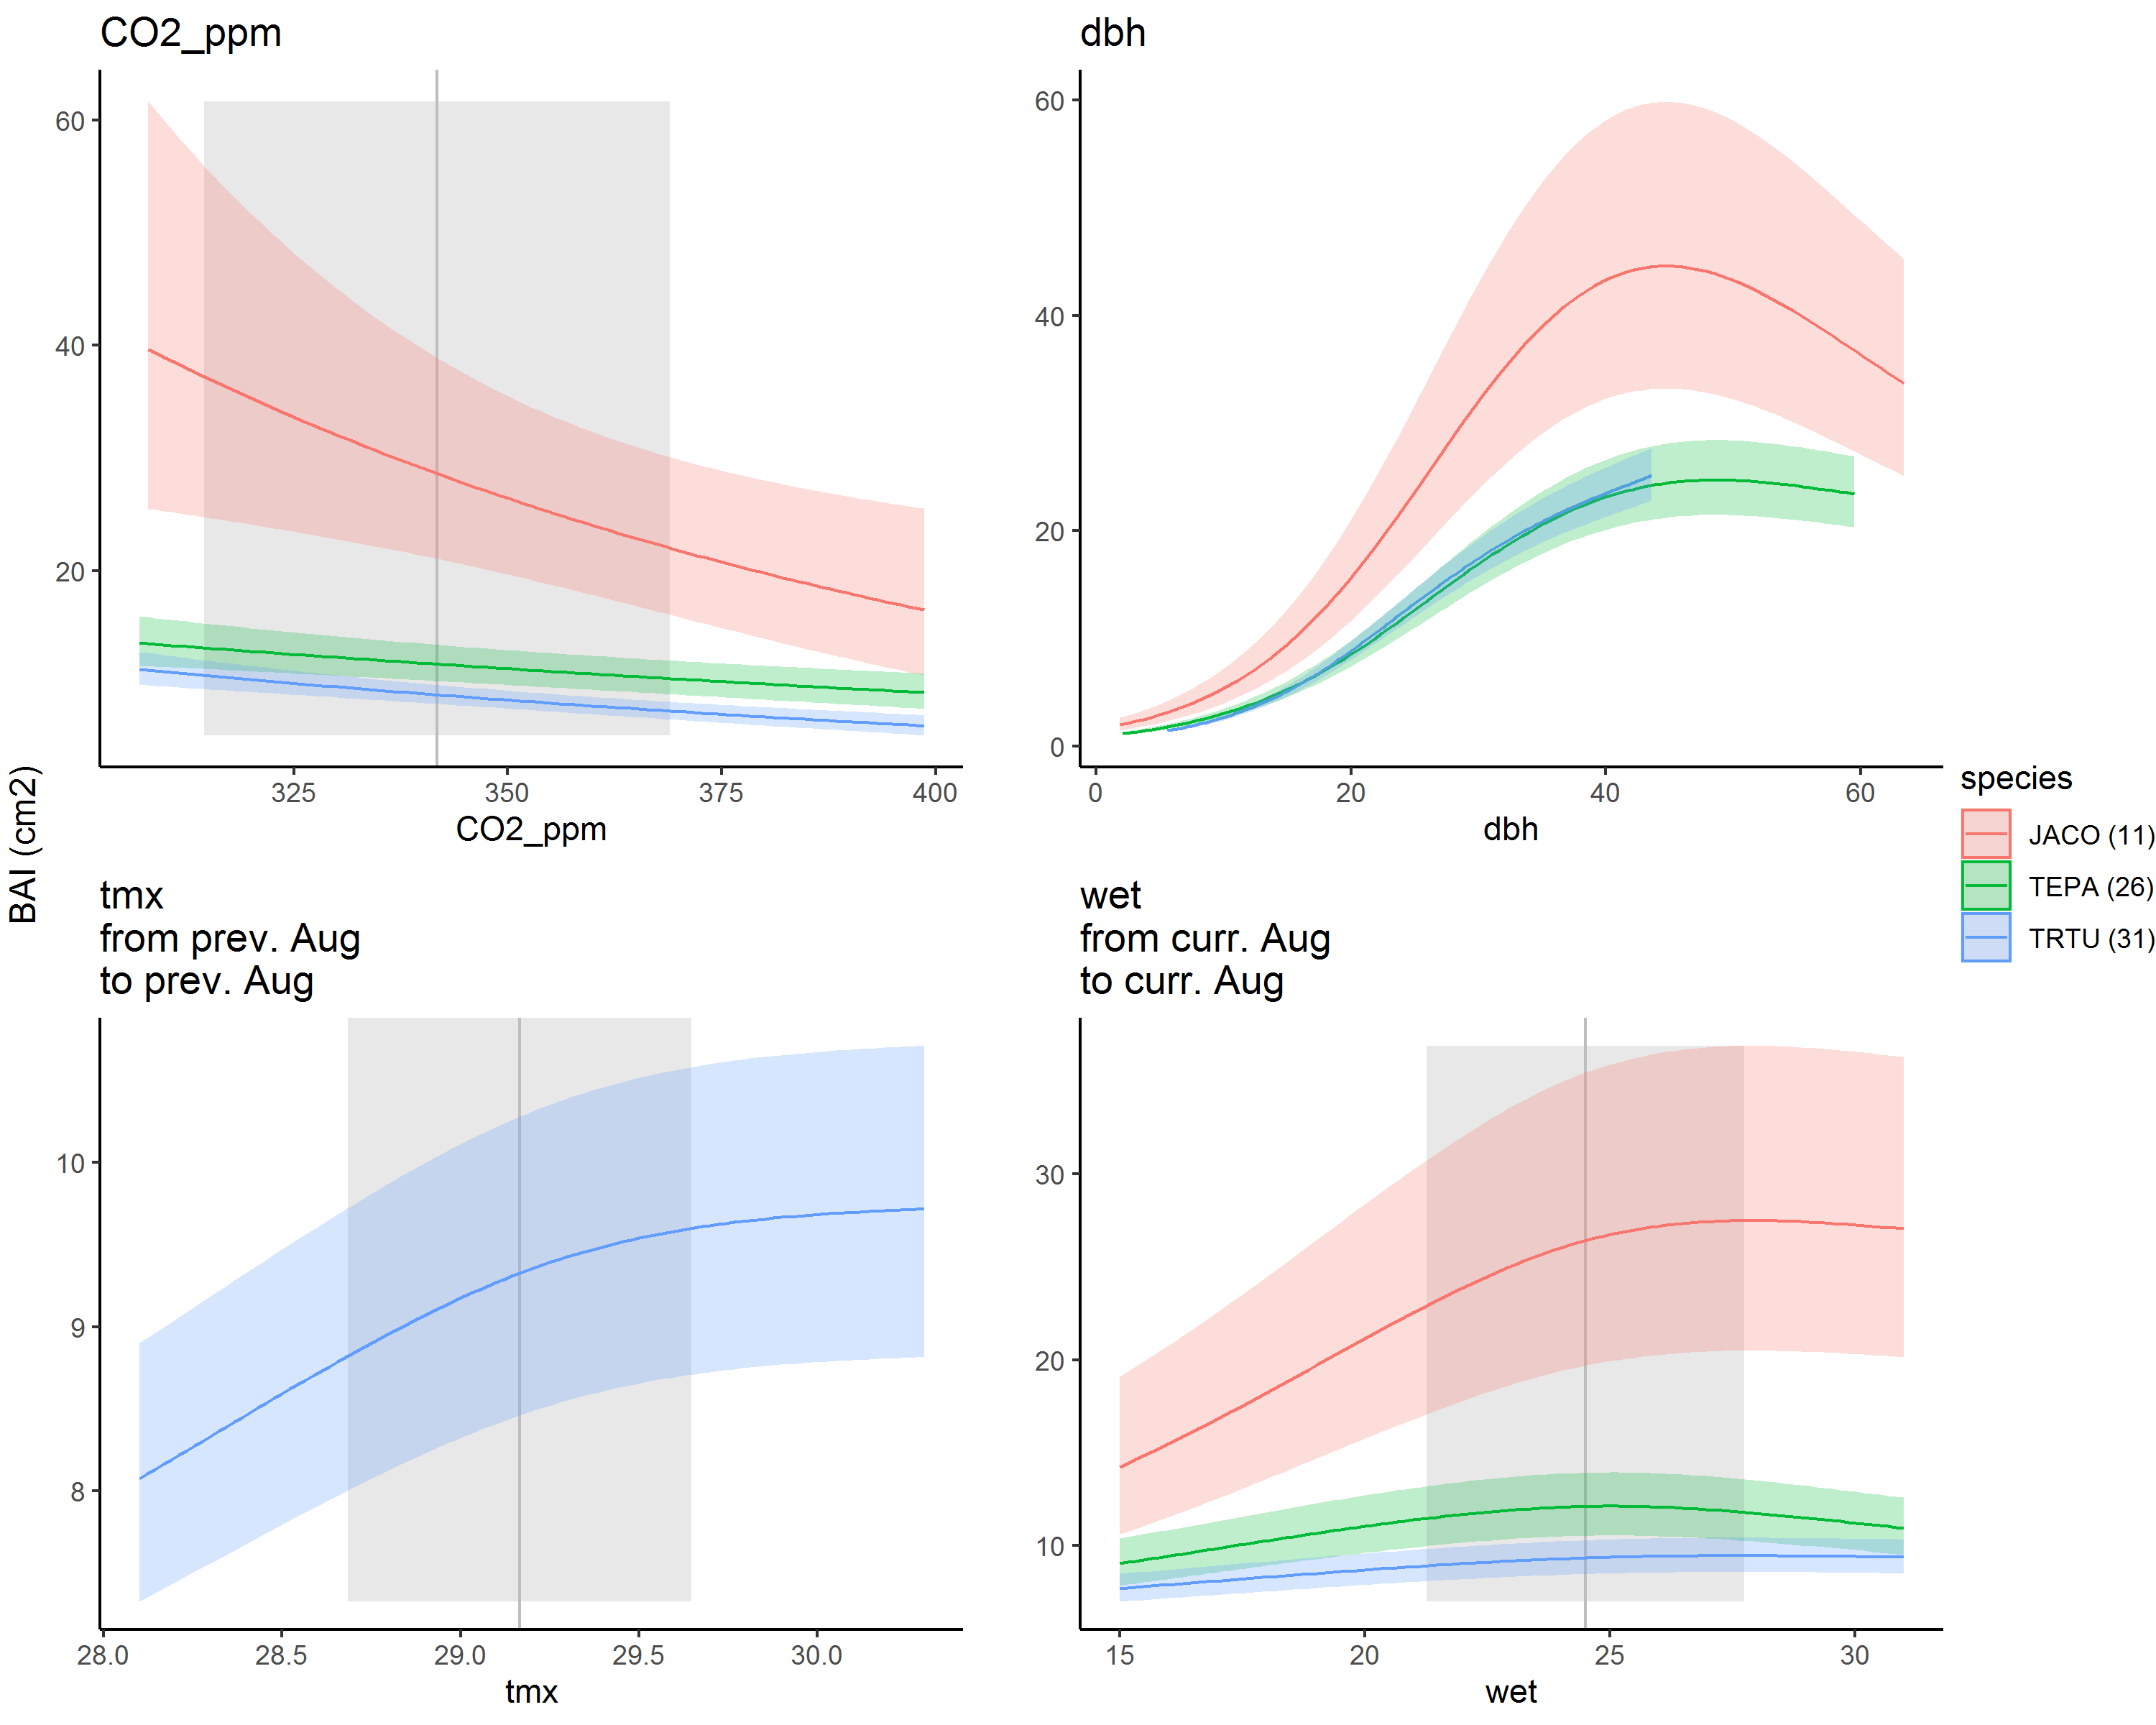 CO2_ppm
60
40
20
325 350 375 400
CO2_ppm
dbh
60
40
20
0
0 20 40 60
dbh
BAI (cm2)
tmx
from prev. Aug
to prev. Aug
10
9
8
28.0 28.5 29.0 29.5 30.0
tmx
wet
from curr. Aug
to curr. Aug
30
20
10
15 20 25 30
wet
species
JACO (11)
TEPA (26)
TRTU (31)